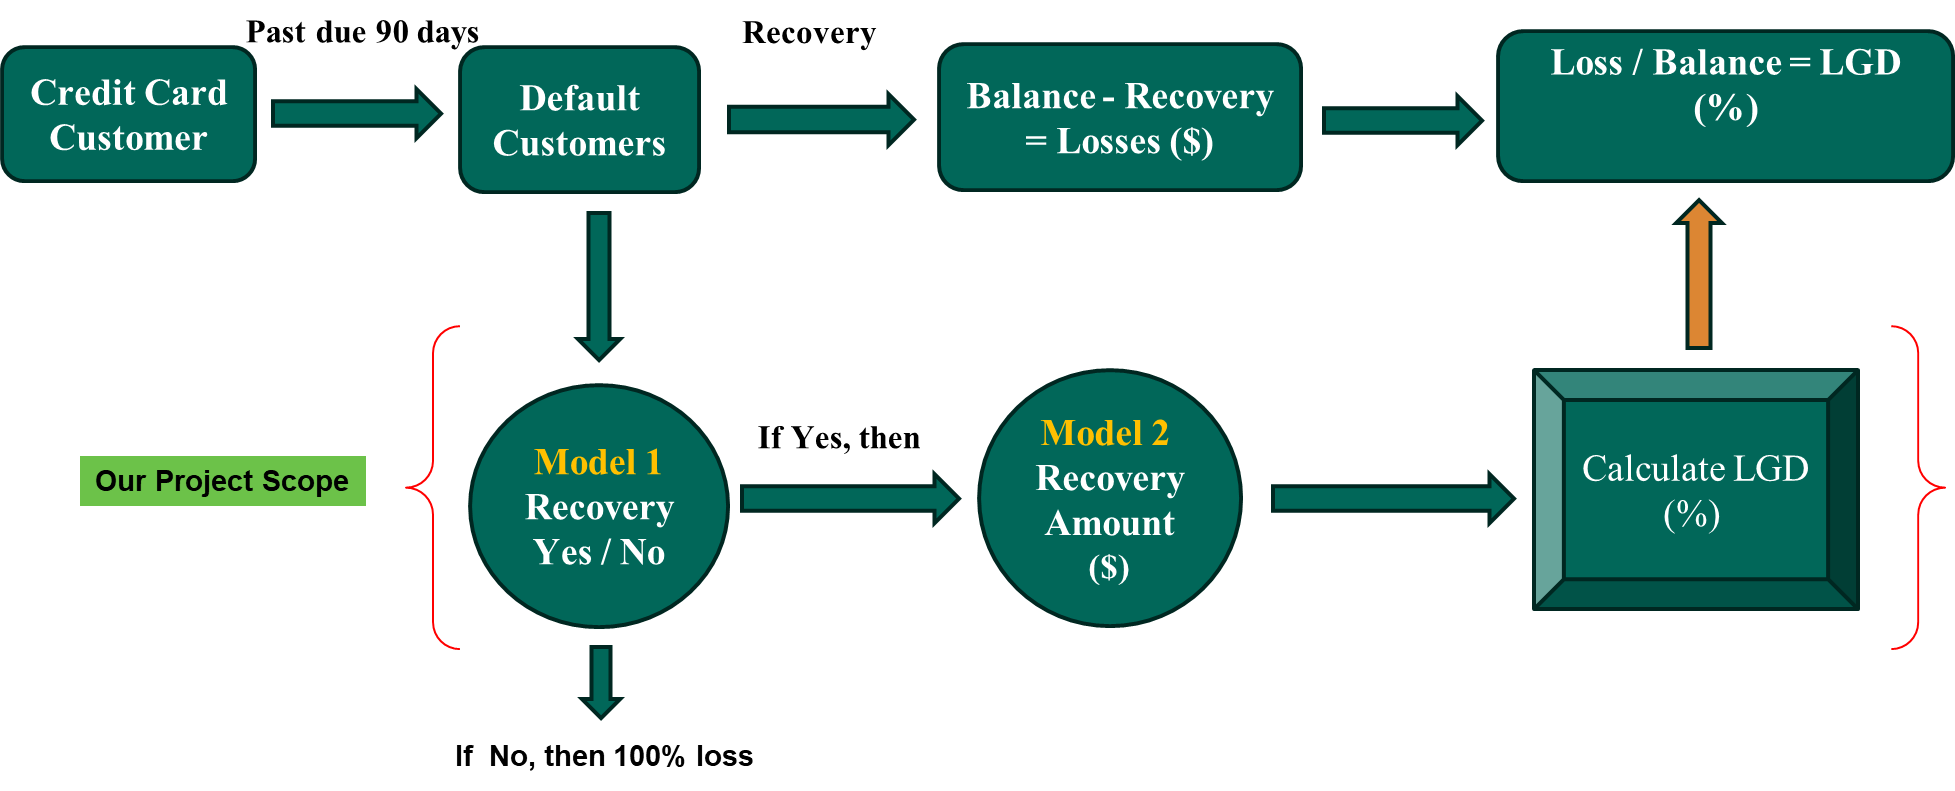 Past due 90 days
Recovery
Credit Card
Customer
Default
Customers
Balance - Recovery
= Losses ($)
Loss / Balance = LGD
(%)
Our Project Scope
Model 1
Recovery
Yes / No
If Yes, then
Model 2
Recovery
Amount
($)
Calculate LGD
(%)
If  No, then 100% loss